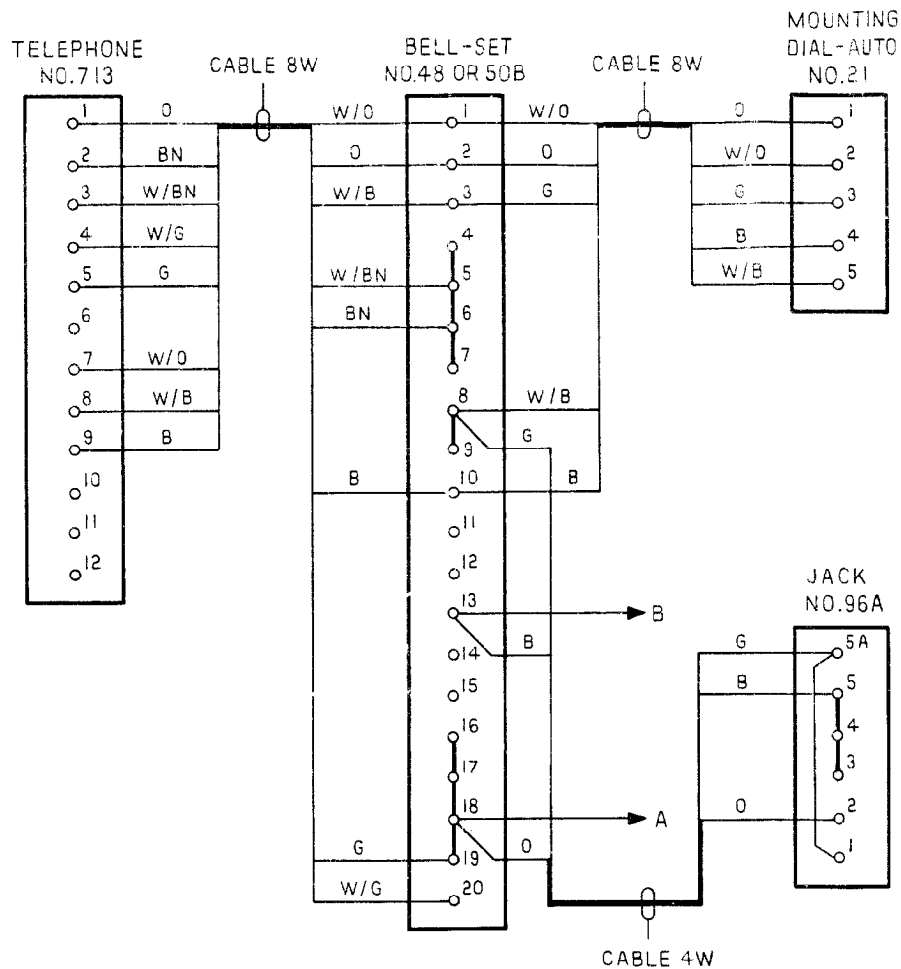 TELEPHONE
NO.713
CABLE 8W
BELL-SET
NO.48 OR 50B
CABLE 8W
MOUNTING
DIAL-AUTO
NO.21
1 O
2 BN
3 W/BN
4 W/G
5 G
6
7 W/O
8 W/B
9 B
10
11
12
W/O 1 W/O
O 2 O
W/B 3 G
4
W/BN 5
BN 6
7
8 W/B
9 G
B 10 B
11
12
13 B
14 B
15
16
17
18 A
G 19 O
W/G 20
O 1
W/O 2
G 3
B 4
W/B 5
JACK
NO.96A
G 5A
B 5
4
3
O 2
1
CABLE 4W